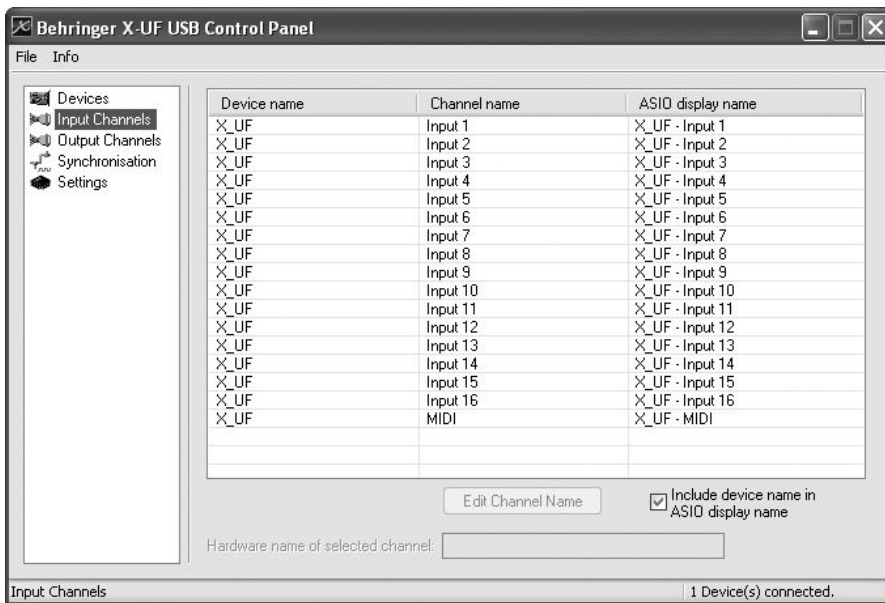 Behringer X-UF USB Control Panel
File Info
Devices
Input Channels
Output Channels
Synchronisation
Settings
Device name Channel name ASIO display name
X_UF Input 1 X_UF - Input 1
X_UF Input 2 X_UF - Input 2
X_UF Input 3 X_UF - Input 3
X_UF Input 4 X_UF - Input 4
X_UF Input 5 X_UF - Input 5
X_UF Input 6 X_UF - Input 6
X_UF Input 7 X_UF - Input 7
X_UF Input 8 X_UF - Input 8
X_UF Input 9 X_UF - Input 9
X_UF Input 10 X_UF - Input 10
X_UF Input 11 X_UF - Input 11
X_UF Input 12 X_UF - Input 12
X_UF Input 13 X_UF - Input 13
X_UF Input 14 X_UF - Input 14
X_UF Input 15 X_UF - Input 15
X_UF Input 16 X_UF - Input 16
X_UF MIDI X_UF - MIDI
Edit Channel Name
Include device name in
ASIO display name
Hardware name of selected channel:
Input Channels
1 Device(s) connected.